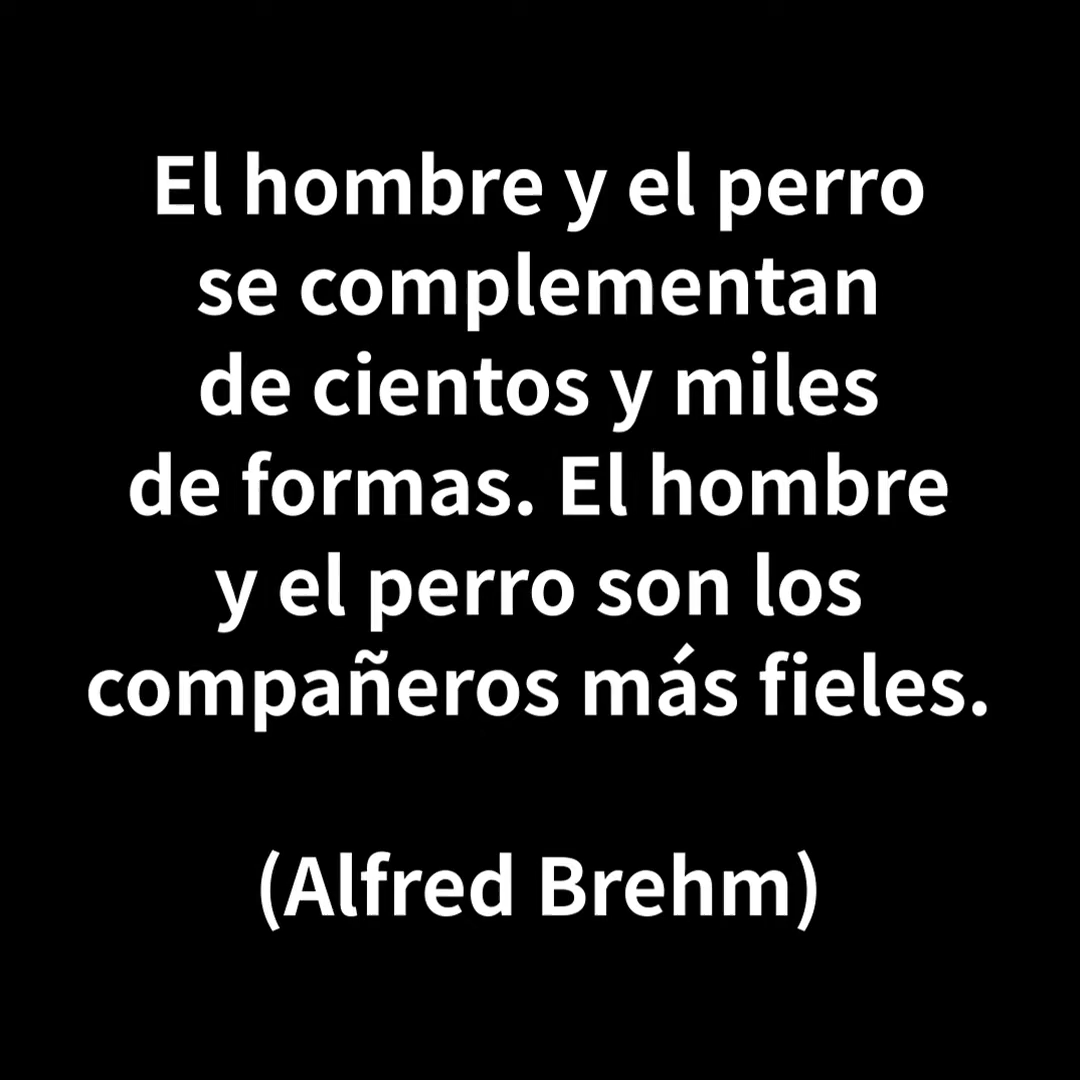 El hombre y el perro
se complementan
de cientos y miles
de formas. El hombre
y el perro son los
compañeros más fieles.
(Alfred Brehm)